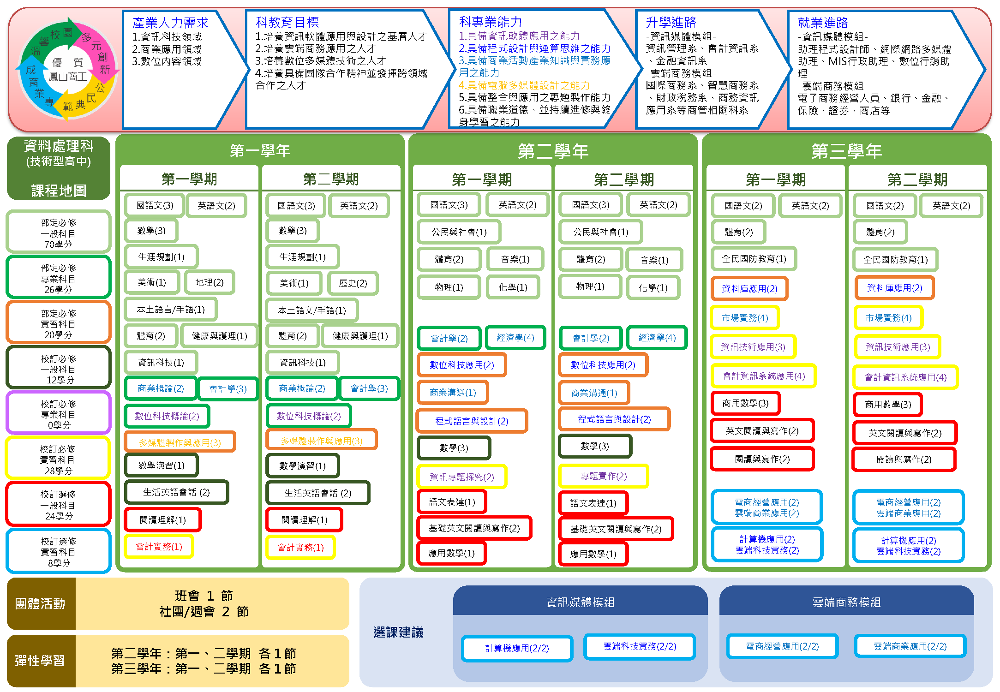 溫馨校園
多元創新
公民典範
專業育成
優 質
鳳山商工
產業人力需求
1.資訊科技領域
2.商業應用領域
3.數位內容領域
科教育目標
1.培養資訊軟體應用與設計之基層人才
2.培養雲端商務應用之人才
3.培養數位多媒體技術之人才
4.培養具備團隊合作精神並發揮跨領域
合作之人才
科專業能力
1.具備資訊軟體應用之能力
2.具備程式設計與運算思維之能力
3.具備商業活動產業知識與實務應
用之能力
4.具備電腦多媒體設計之能力
5.具備整合與應用之專題製作能力
6.具備職業道德，並持續進修與終
身學習之能力
升學進路
-資訊媒體模組-
資訊管理系、會計資訊系
、金融資訊系
-雲端商務模組-
國際商務系、智慧商務系
、財政稅務系、商務資訊
應用系等商管相關科系
就業進路
-資訊媒體模組-
助理程式設計師、網際網路多媒體
助理、MIS行政助理、數位行銷助
理
-雲端商務模組-
電子商務經營人員、銀行、金融、
保險、證券、商店等
資料處理科
(技術型高中)
課程地圖
部定必修
一般科目
70學分
部定必修
專業科目
26學分
部定必修
實習科目
20學分
校訂必修
一般科目
12學分
校訂必修
專業科目
0學分
校訂必修
實習科目
28學分
校訂選修
一般科目
24學分
校訂選修
實習科目
8學分
第一學年
第一學期
國語文(3) 英語文(2)
數學(3)
生涯規劃(1)
美術(1) 地理(2)
本土語言/手語(1)
體育(2) 健康與護理(1)
資訊科技(1)
商業概論(2) 會計學(3)
數位科技概論(2)
多媒體製作與應用(3)
數學演習(1)
生活英語會話 (2)
閱讀理解(1)
會計實務(1)
第二學期
國語文(3) 英語文(2)
數學(3)
生涯規劃(1)
美術(1) 歷史(2)
本土語文/手語(1)
體育(2) 健康與護理(1)
資訊科技(1)
商業概論(2) 會計學(3)
數位科技概論(2)
多媒體製作與應用(3)
數學演習(1)
生活英語會話 (2)
閱讀理解(1)
會計實務(1)
第二學年
第一學期
國語文(3) 英語文(2)
公民與社會(1)
體育(2) 音樂(1)
物理(1) 化學(1)
會計學(2) 經濟學(4)
數位科技應用(2)
商業溝通(1)
程式語言與設計(2)
數學(3)
資訊專題探究(2)
語文表達(1)
基礎英文閱讀與寫作(2)
應用數學(1)
第二學期
國語文(3) 英語文(2)
公民與社會(1)
體育(2) 音樂(1)
物理(1) 化學(1)
會計學(2) 經濟學(4)
數位科技應用(2)
商業溝通(1)
程式語言與設計(2)
數學(3)
專題實作(2)
語文表達(1)
基礎英文閱讀與寫作(2)
應用數學(1)
第三學年
第一學期
國語文(2) 英語文(2)
體育(2)
全民國防教育(1)
資料庫應用(2)
市場實務(4)
資訊技術應用(3)
會計資訊系統應用(4)
商用數學(3)
英文閱讀與寫作(2)
閱讀與寫作(2)
電商經營應用(2)
雲端商業應用(2)
計算機應用(2)
雲端科技實務(2)
第二學期
國語文(2) 英語文(2)
體育(2)
全民國防教育(1)
資料庫應用(2)
市場實務(4)
資訊技術應用(3)
會計資訊系統應用(4)
商用數學(3)
英文閱讀與寫作(2)
閱讀與寫作(2)
電商經營應用(2)
雲端商業應用(2)
計算機應用(2)
雲端科技實務(2)
團體活動
班會 1 節
社團/週會 2 節
彈性學習
第二學年：第一、二學期 各1節
第三學年：第一、二學期 各1節
選課建議
資訊媒體模組
計算機應用(2/2) 雲端科技實務(2/2)
雲端商務模組
電商經營應用(2/2) 雲端商業應用(2/2)